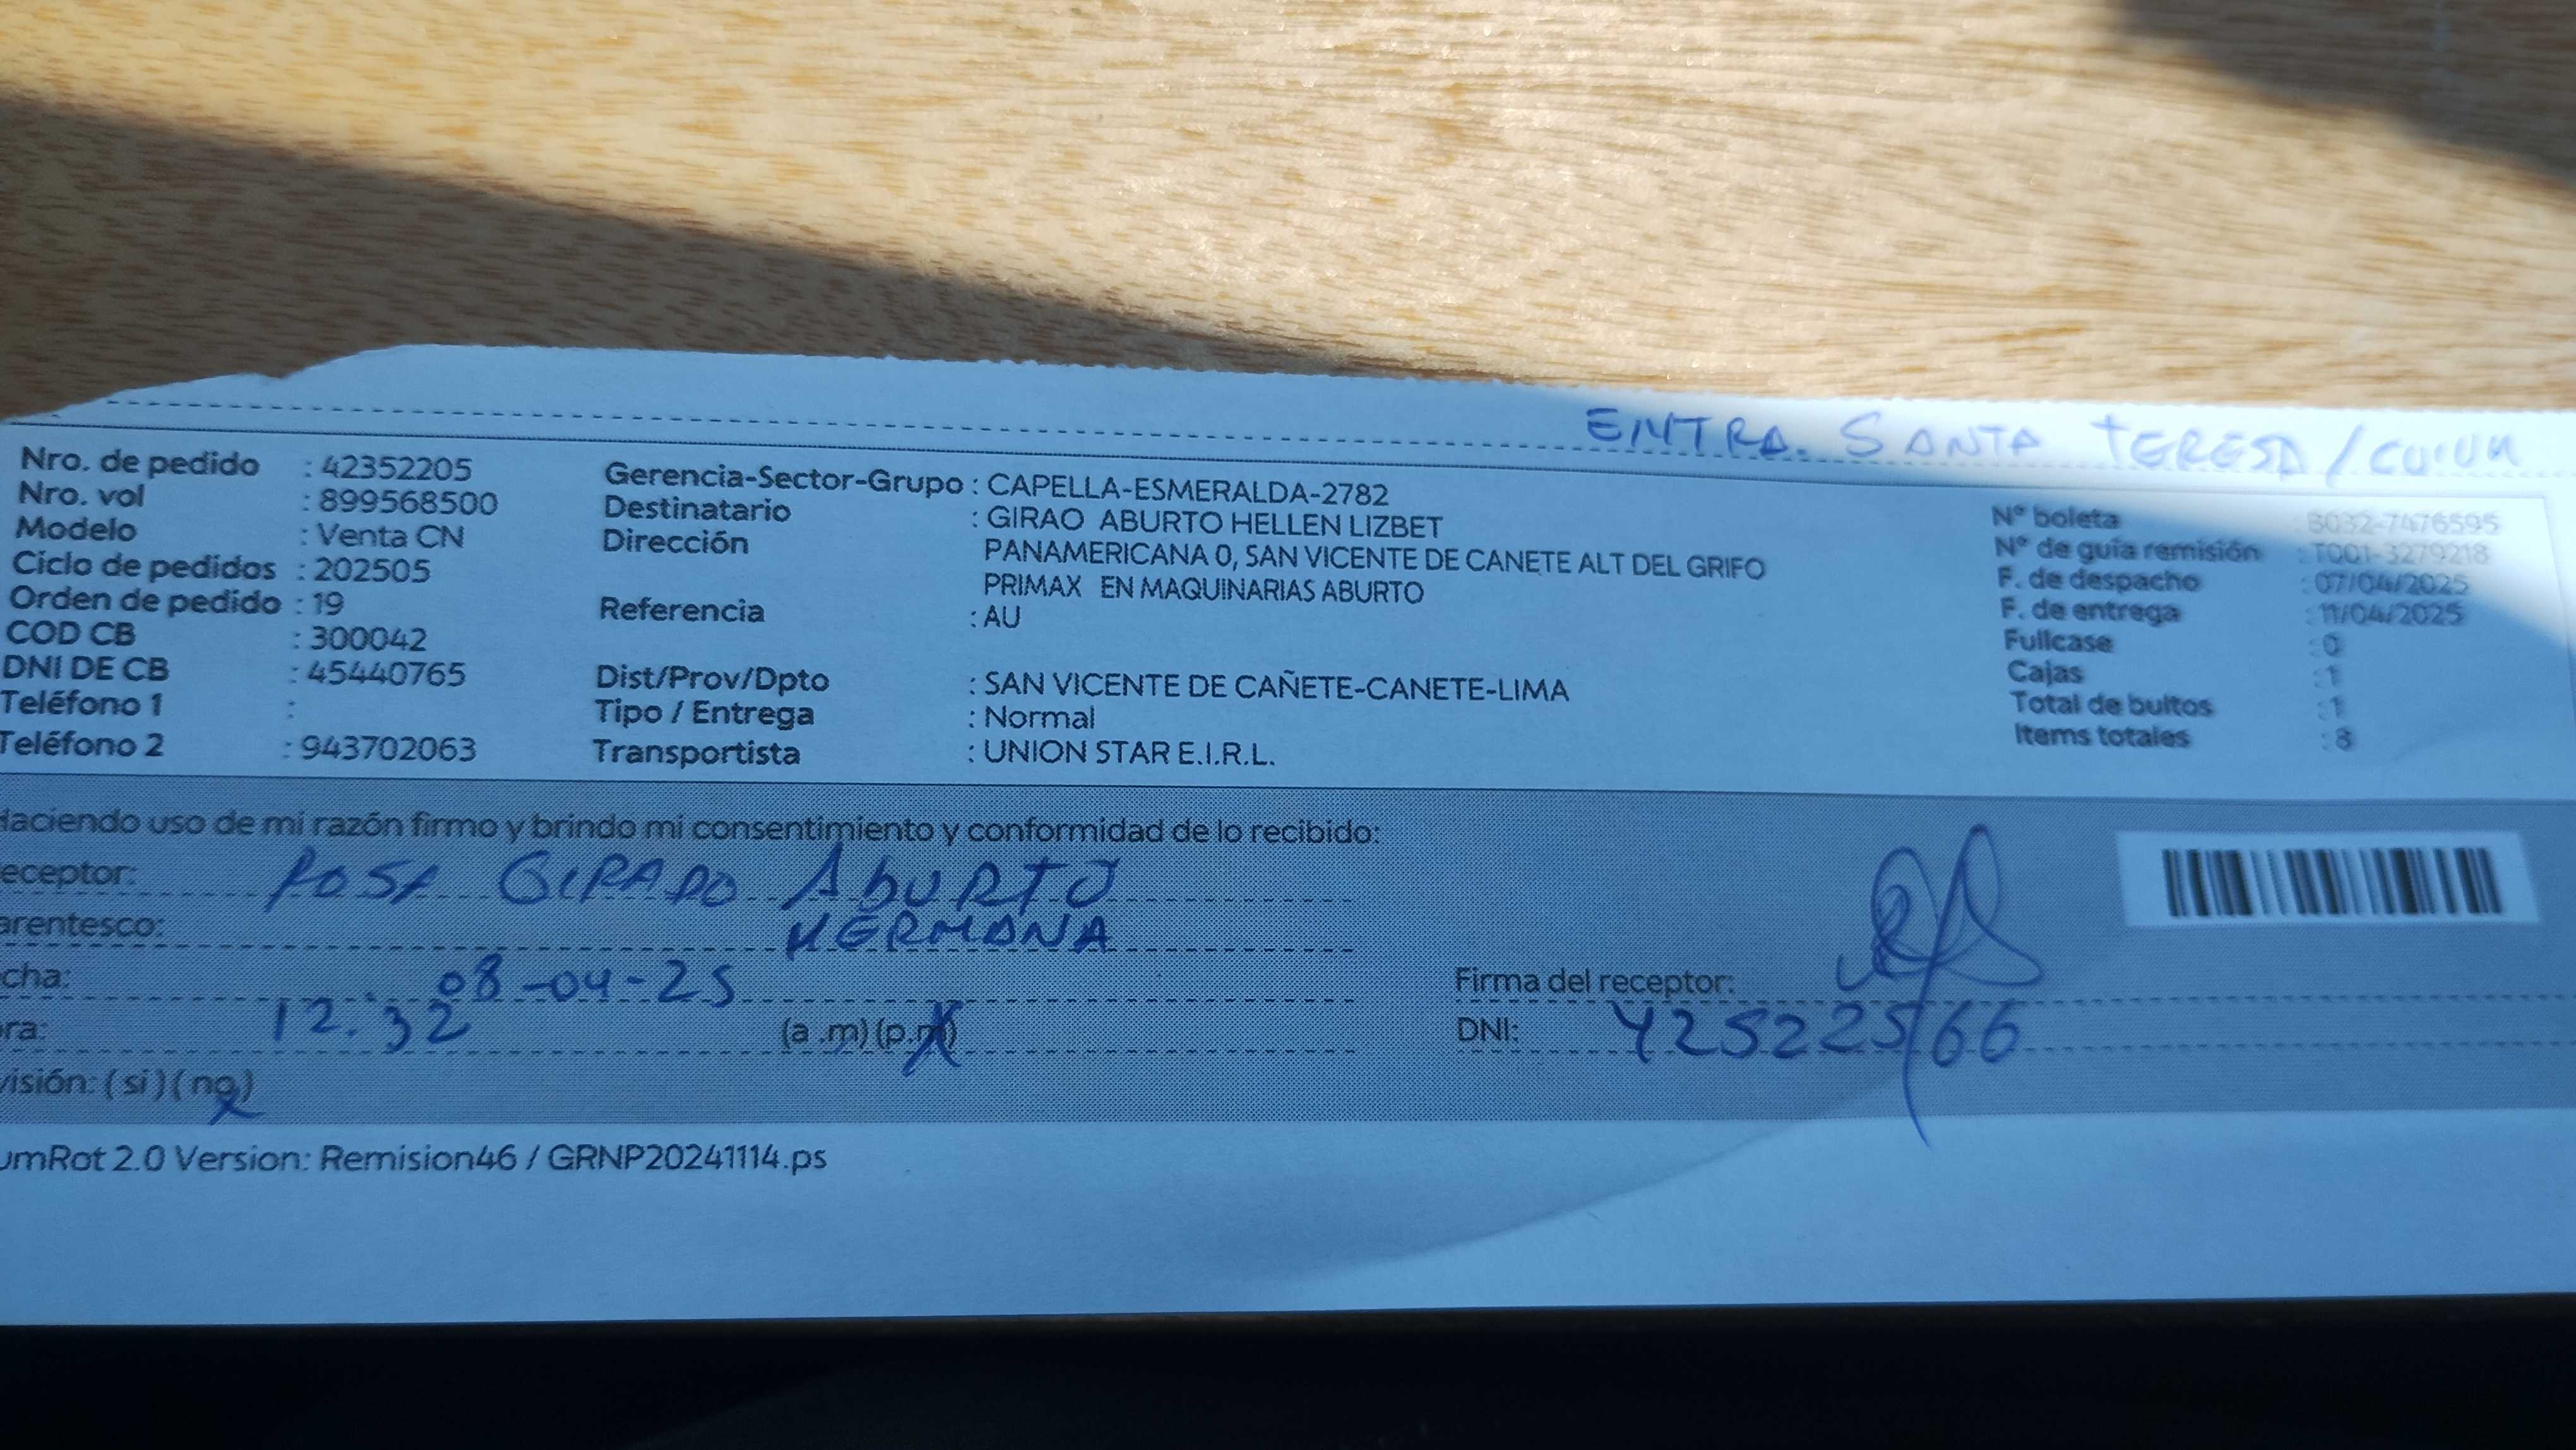 ENTRA. SANTA TERESA /
Nro. de pedido : 42352205
Nro. vol : 899568500
Modelo : Venta CN
Ciclo de pedidos : 202505
Orden de pedido : 19
COD CB : 300042
DNI DE CB : 45440765
Teléfono 1 :
Teléfono 2 : 943702063
Gerencia-Sector-Grupo : CAPELLA-ESMERALDA-2782
Destinatario : GIRAO ABURTO HELLEN LIZBET
Dirección PANAMERICANA 0, SAN VICENTE DE CANETE ALT DEL GRIFO
PRIMAX EN MAQUINARIAS ABURTO
Referencia : AU
Dist/Prov/Dpto : SAN VICENTE DE CAÑETE-CANETE-LIMA
Tipo / Entrega : Normal
Transportista : UNION STAR E.I.R.L.
N° boleta : B032-7476595
N° de guía remisión : T001-3279218
F. de despacho : 07/04/2025
F. de entrega : 11/04/2025
Fullcase : 0
Cajas : 1
Total de bultos : 1
Items totales : 8
Haciendo uso de mi razón firmo y brindo mi consentimiento y conformidad de lo recibido:
eceptor: ROSA GIRADO ABURTO
arentesco: HERMANA
cha: 08-04-25
ra: 12:32 (a.m) (p.m)
visión: (si) (no)
Firma del receptor:
DNI: 42522566
umRot 2.0 Version: Remision46 / GRNP20241114.ps